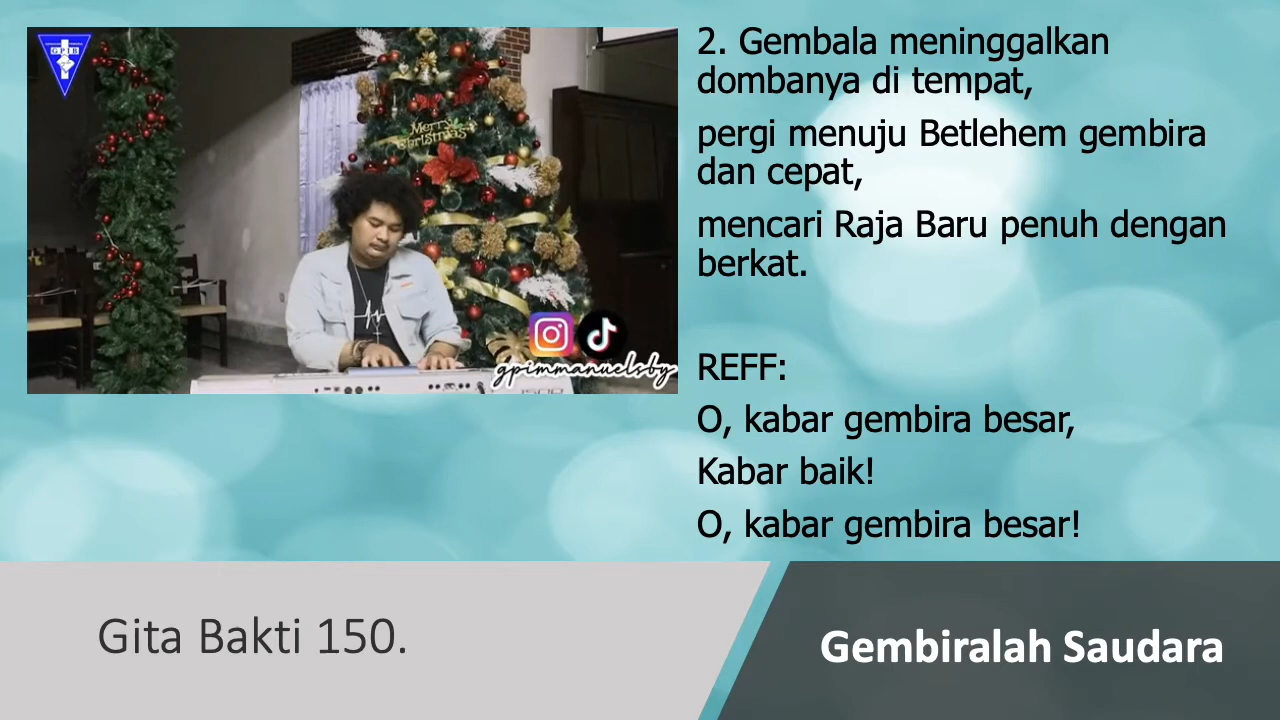 GPIB
Merry
Christmas
gpimmanuelsby
2. Gembala meninggalkan
dombanya di tempat,
pergi menuju Betlehem gembira
dan cepat,
mencari Raja Baru penuh dengan
berkat.
REFF:
O, kabar gembira besar,
Kabar baik!
O, kabar gembira besar!
Gita Bakti 150.
Gembiralah Saudara